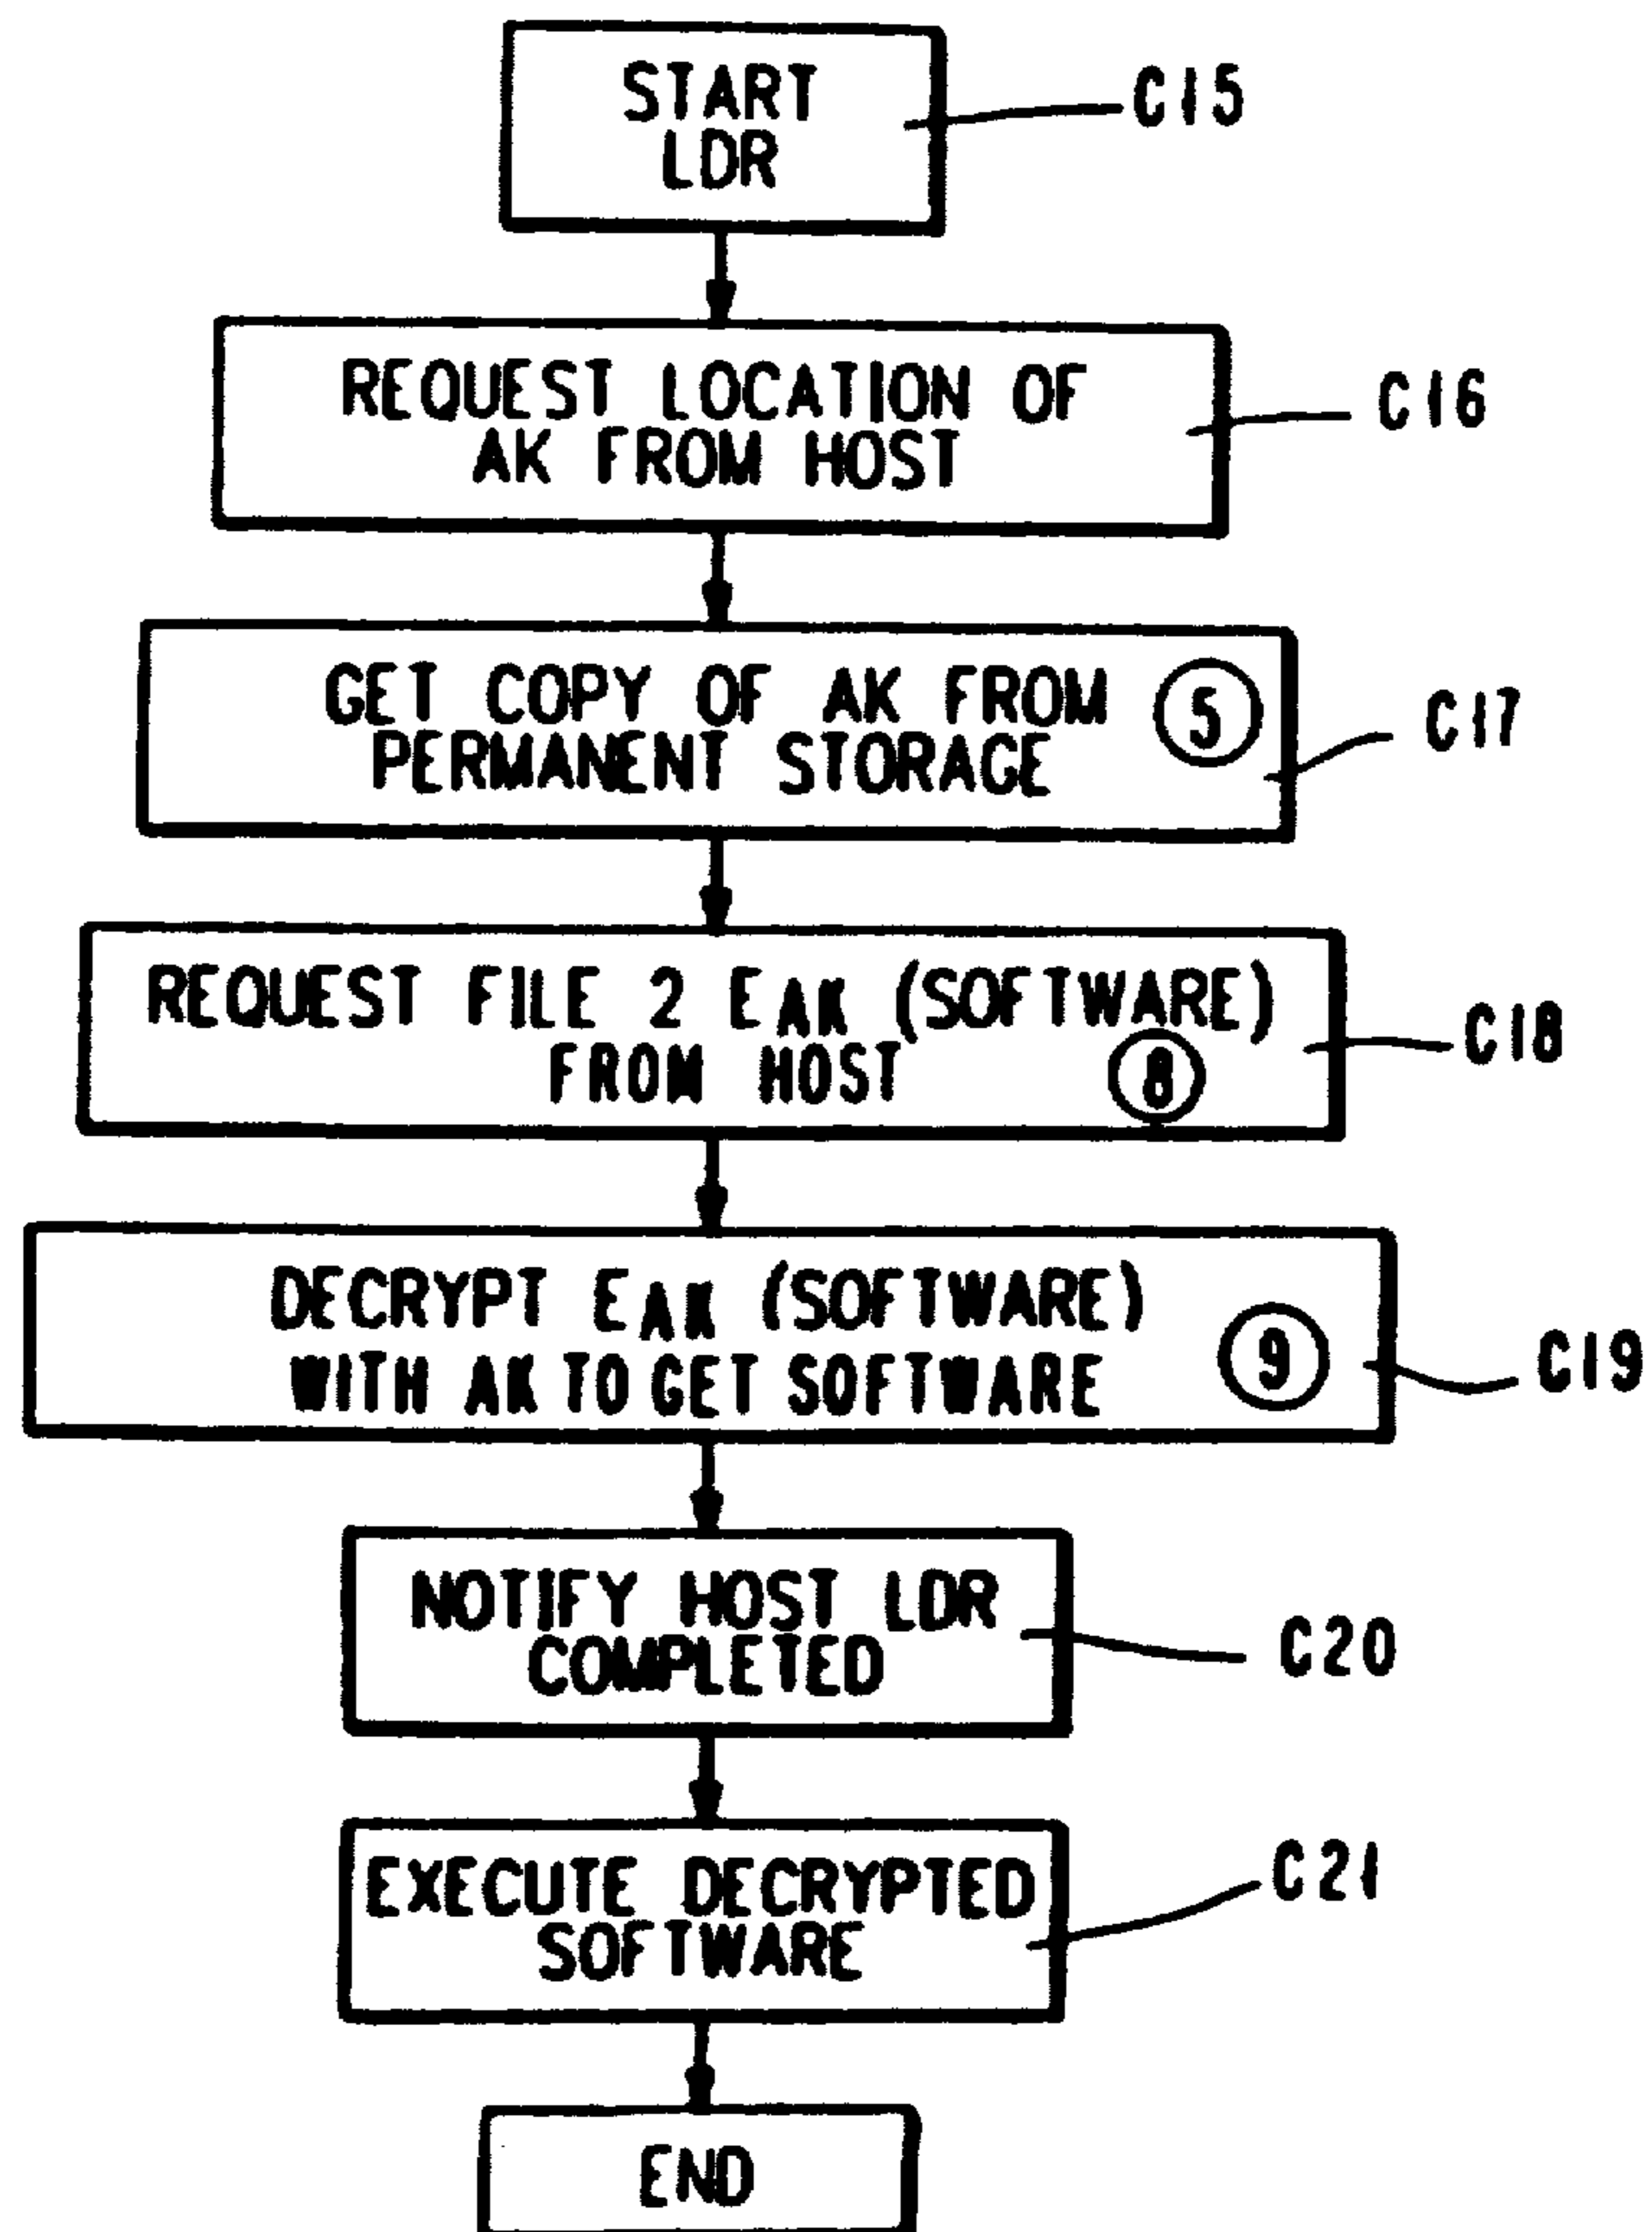 START
LDR
C15
REQUEST LOCATION OF
AK FROM HOST
C16
GET COPY OF AK FROM
PERMANENT STORAGE
5
C17
REQUEST FILE 2 EAK (SOFTWARE)
FROM HOST
8
C18
DECRYPT EAK (SOFTWARE)
WITH AK TO GET SOFTWARE
9
C19
NOTIFY HOST LDR
COMPLETED
C20
EXECUTE DECRYPTED
SOFTWARE
C21
END